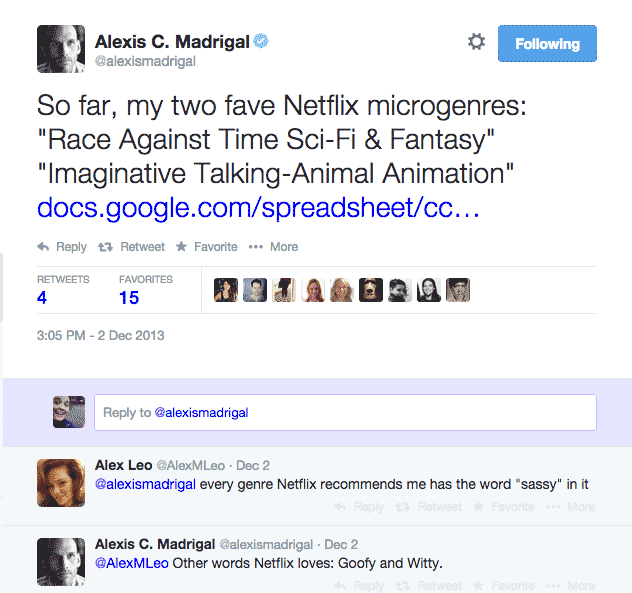 Alexis C. Madrigal
@alexismadrigal
Following
So far, my two fave Netflix microgenres:
"Race Against Time Sci-Fi & Fantasy"
"Imaginative Talking-Animal Animation"
docs.google.com/spreadsheet/cc…
Reply Retweet Favorite More
RETWEETS FAVORITES
4 15
3:05 PM - 2 Dec 2013
Reply to @alexismadrigal
Alex Leo @AlexMLeo · Dec 2
@alexismadrigal every genre Netflix recommends me has the word "sassy" in it
Reply Retweet Favorite More
Alexis C. Madrigal @alexismadrigal · Dec 2
@AlexMLeo Other words Netflix loves: Goofy and Witty.
Reply Retweet Favorite More